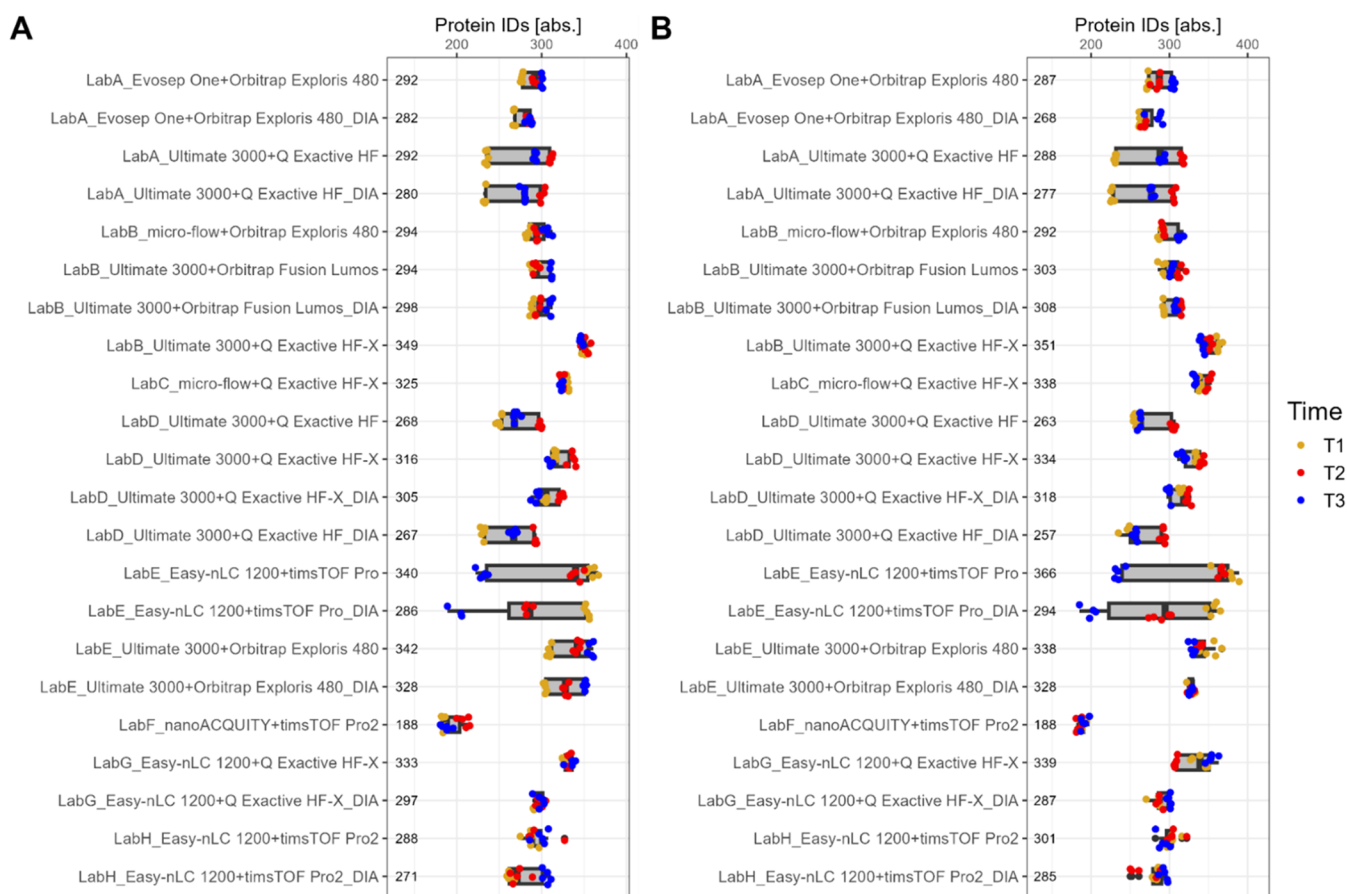 A
Protein IDs [abs.]
200 300 400
LabA_Evosep One+Orbitrap Exploris 480 292
LabA_Evosep One+Orbitrap Exploris 480_DIA 282
LabA_Ultimate 3000+Q Exactive HF 292
LabA_Ultimate 3000+Q Exactive HF_DIA 280
LabB_micro-flow+Orbitrap Exploris 480 294
LabB_Ultimate 3000+Orbitrap Fusion Lumos 294
LabB_Ultimate 3000+Orbitrap Fusion Lumos_DIA 298
LabB_Ultimate 3000+Q Exactive HF-X 349
LabC_micro-flow+Q Exactive HF-X 325
LabD_Ultimate 3000+Q Exactive HF 268
LabD_Ultimate 3000+Q Exactive HF-X 316
LabD_Ultimate 3000+Q Exactive HF-X_DIA 305
LabD_Ultimate 3000+Q Exactive HF_DIA 267
LabE_Easy-nLC 1200+timsTOF Pro 340
LabE_Easy-nLC 1200+timsTOF Pro_DIA 286
LabE_Ultimate 3000+Orbitrap Exploris 480 342
LabE_Ultimate 3000+Orbitrap Exploris 480_DIA 328
LabF_nanoACQUITY+timsTOF Pro2 188
LabG_Easy-nLC 1200+Q Exactive HF-X 333
LabG_Easy-nLC 1200+Q Exactive HF-X_DIA 297
LabH_Easy-nLC 1200+timsTOF Pro2 288
LabH_Easy-nLC 1200+timsTOF Pro2_DIA 271
B
Protein IDs [abs.]
200 300 400
LabA_Evosep One+Orbitrap Exploris 480 287
LabA_Evosep One+Orbitrap Exploris 480_DIA 268
LabA_Ultimate 3000+Q Exactive HF 288
LabA_Ultimate 3000+Q Exactive HF_DIA 277
LabB_micro-flow+Orbitrap Exploris 480 292
LabB_Ultimate 3000+Orbitrap Fusion Lumos 303
LabB_Ultimate 3000+Orbitrap Fusion Lumos_DIA 308
LabB_Ultimate 3000+Q Exactive HF-X 351
LabC_micro-flow+Q Exactive HF-X 338
LabD_Ultimate 3000+Q Exactive HF 263
LabD_Ultimate 3000+Q Exactive HF-X 334
LabD_Ultimate 3000+Q Exactive HF-X_DIA 318
LabD_Ultimate 3000+Q Exactive HF_DIA 257
LabE_Easy-nLC 1200+timsTOF Pro 366
LabE_Easy-nLC 1200+timsTOF Pro_DIA 294
LabE_Ultimate 3000+Orbitrap Exploris 480 338
LabE_Ultimate 3000+Orbitrap Exploris 480_DIA 328
LabF_nanoACQUITY+timsTOF Pro2 188
LabG_Easy-nLC 1200+Q Exactive HF-X 339
LabG_Easy-nLC 1200+Q Exactive HF-X_DIA 287
LabH_Easy-nLC 1200+timsTOF Pro2 301
LabH_Easy-nLC 1200+timsTOF Pro2_DIA 285
Time
T1
T2
T3